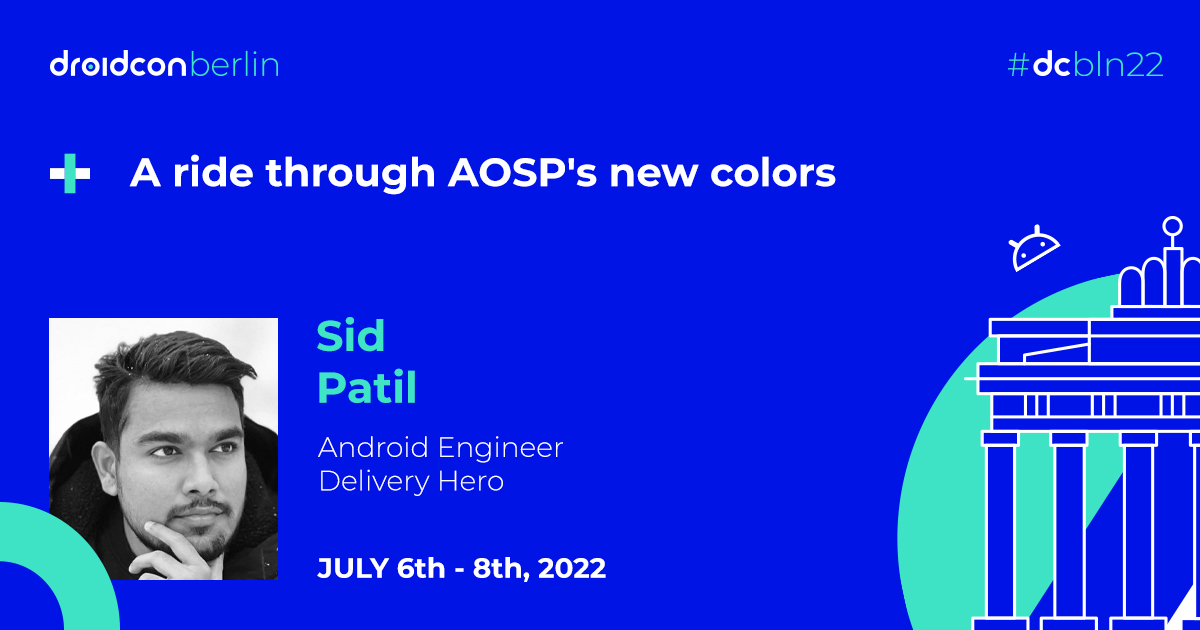 droidconberlin
#dcbln22
A ride through AOSP's new colors
Sid
Patil
Android Engineer
Delivery Hero
JULY 6th - 8th, 2022